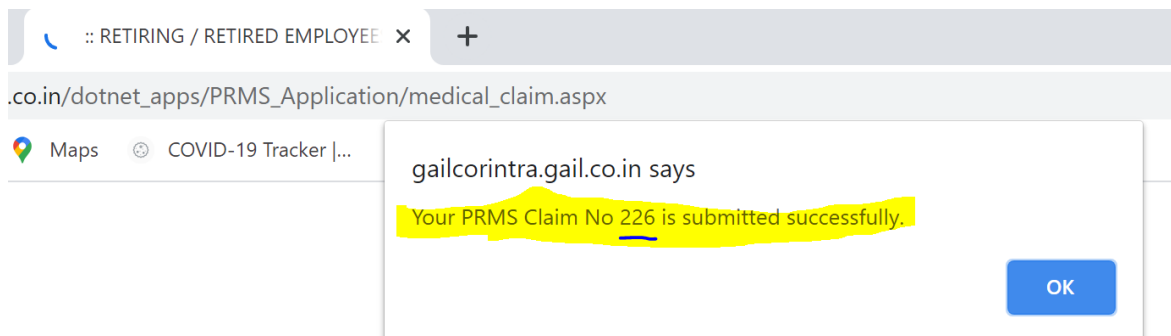 :: RETIRING / RETIRED EMPLOYEE
.co.in/dotnet_apps/PRMS_Application/medical_claim.aspx
Maps COVID-19 Tracker |...
gailcorintra.gail.co.in says
Your PRMS Claim No 226 is submitted successfully.
OK